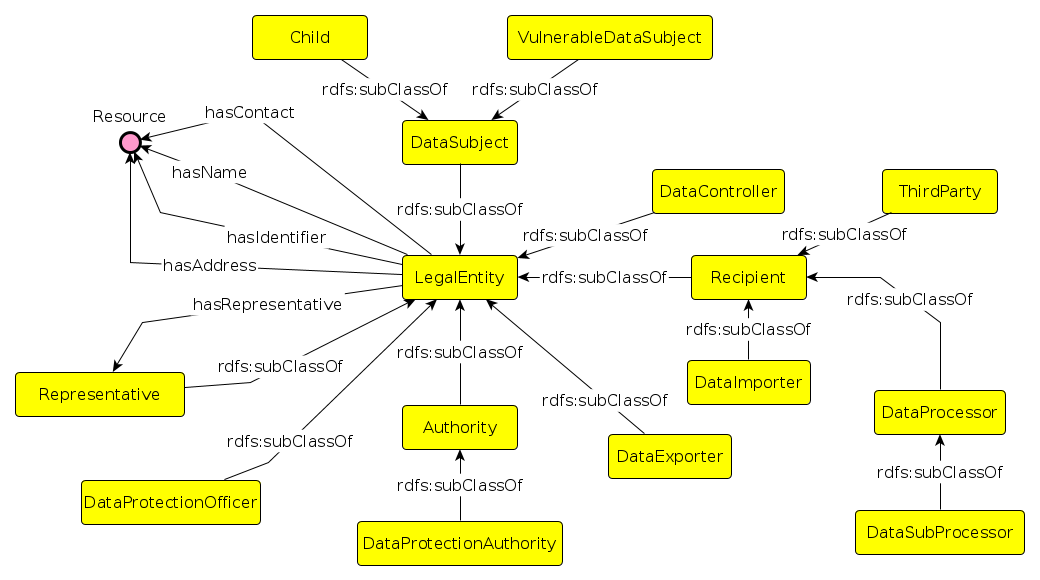 Child
VulnerableDataSubject
rdfs:subClassOf
rdfs:subClassOf
Resource
hasContact
DataSubject
hasName
DataController
ThirdParty
rdfs:subClassOf
hasIdentifier
rdfs:subClassOf
rdfs:subClassOf
hasAddress
LegalEntity
rdfs:subClassOf
Recipient
hasRepresentative
rdfs:subClassOf
rdfs:subClassOf
rdfs:subClassOf
rdfs:subClassOf
DataImporter
Representative
rdfs:subClassOf
DataProcessor
Authority
rdfs:subClassOf
DataExporter
rdfs:subClassOf
rdfs:subClassOf
DataProtectionOfficer
DataSubProcessor
DataProtectionAuthority